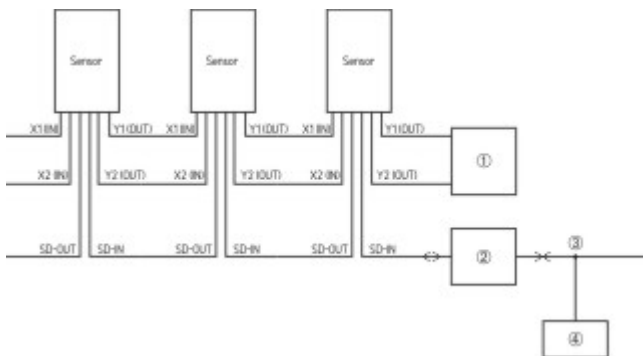 Sensor Sensor Sensor
X1(IN) Y1(OUT) X1(IN) Y1(OUT) X1(IN) Y1(OUT)
①
X2 (IN) Y2 (OUT) X2 (IN) Y2 (OUT) X2 (IN) Y2 (OUT)
SD-OUT SD-IN SD-OUT SD-IN SD-OUT SD-IN
②
③
④